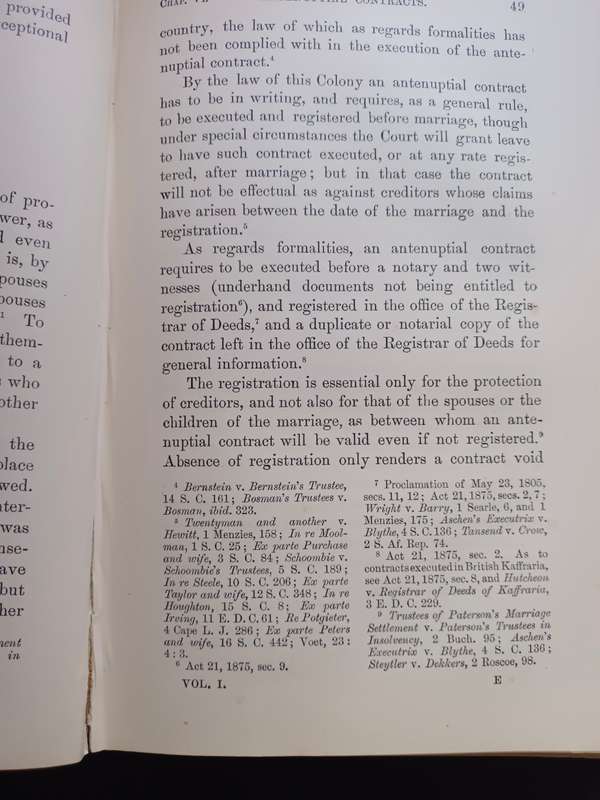 provided
ceptional
of pro-
wer, as
l even
is, by
spouses
pouses
¹ To
them-
to a
s who
other
the
place
wed.
nter-
was
nse-
ave
but
her
ment
in
CHAP. CONTRACTS. 49
country, the law of which as regards formalities has
not been complied with in the execution of the ante-
nuptial contract.⁴
By the law of this Colony an antenuptial contract
has to be in writing, and requires, as a general rule,
to be executed and registered before marriage, though
under special circumstances the Court will grant leave
to have such contract executed, or at any rate regis-
tered, after marriage; but in that case the contract
will not be effectual as against creditors whose claims
have arisen between the date of the marriage and the
registration.⁵
As regards formalities, an antenuptial contract
requires to be executed before a notary and two wit-
nesses (underhand documents not being entitled to
registration⁶), and registered in the office of the Regis-
trar of Deeds,⁷ and a duplicate or notarial copy of the
contract left in the office of the Registrar of Deeds for
general information.⁸
The registration is essential only for the protection
of creditors, and not also for that of the spouses or the
children of the marriage, as between whom an ante-
nuptial contract will be valid even if not registered.⁹
Absence of registration only renders a contract void
⁴ Bernstein v. Bernstein's Trustee,
14 S. C. 161; Bosman's Trustees v.
Bosman, ibid. 323.
⁵ Twentyman and another v.
Hewitt, 1 Menzies, 158; In re Mool-
man, 1 S. C. 25; Ex parte Purchase
and wife, 3 S. C. 84; Schoombie v.
Schoombie's Trustees, 5 S. C. 189;
In re Steele, 10 S. C. 206; Ex parte
Taylor and wife, 12 S. C. 348; In re
Houghton, 15 S. C. 8; Ex parte
Irving, 11 E. D. C. 61; Re Potgieter,
4 Cape L. J. 286; Ex parte Peters
and wife, 16 S. C. 442; Voet, 23;
4: 3.
⁶ Act 21, 1875, sec. 9.
⁷ Proclamation of May 23, 1805,
secs. 11, 12; Act 21, 1875, secs. 2, 7;
Wright v. Barry, 1 Searle, 6, and 1
Menzies, 175; Aschen's Executrix v.
Blythe, 4 S. C. 136; Tansend v. Crow,
2 S. Af. Rep. 74.
⁸ Act 21, 1875, sec. 2. As to
contracts executed in British Kaffraria,
see Act 21, 1875, sec. 8, and Hutcheon
v. Registrar of Deeds of Kaffraria,
3 E. D. C. 229.
⁹ Trustees of Paterson's Marriage
Settlement v. Paterson's Trustees in
Insolvency, 2 Buch. 95; Aschen's
Executrix v. Blythe, 4 S. C. 136;
Steytler v. Dekkers, 2 Roscoe, 98.
VOL. I. E